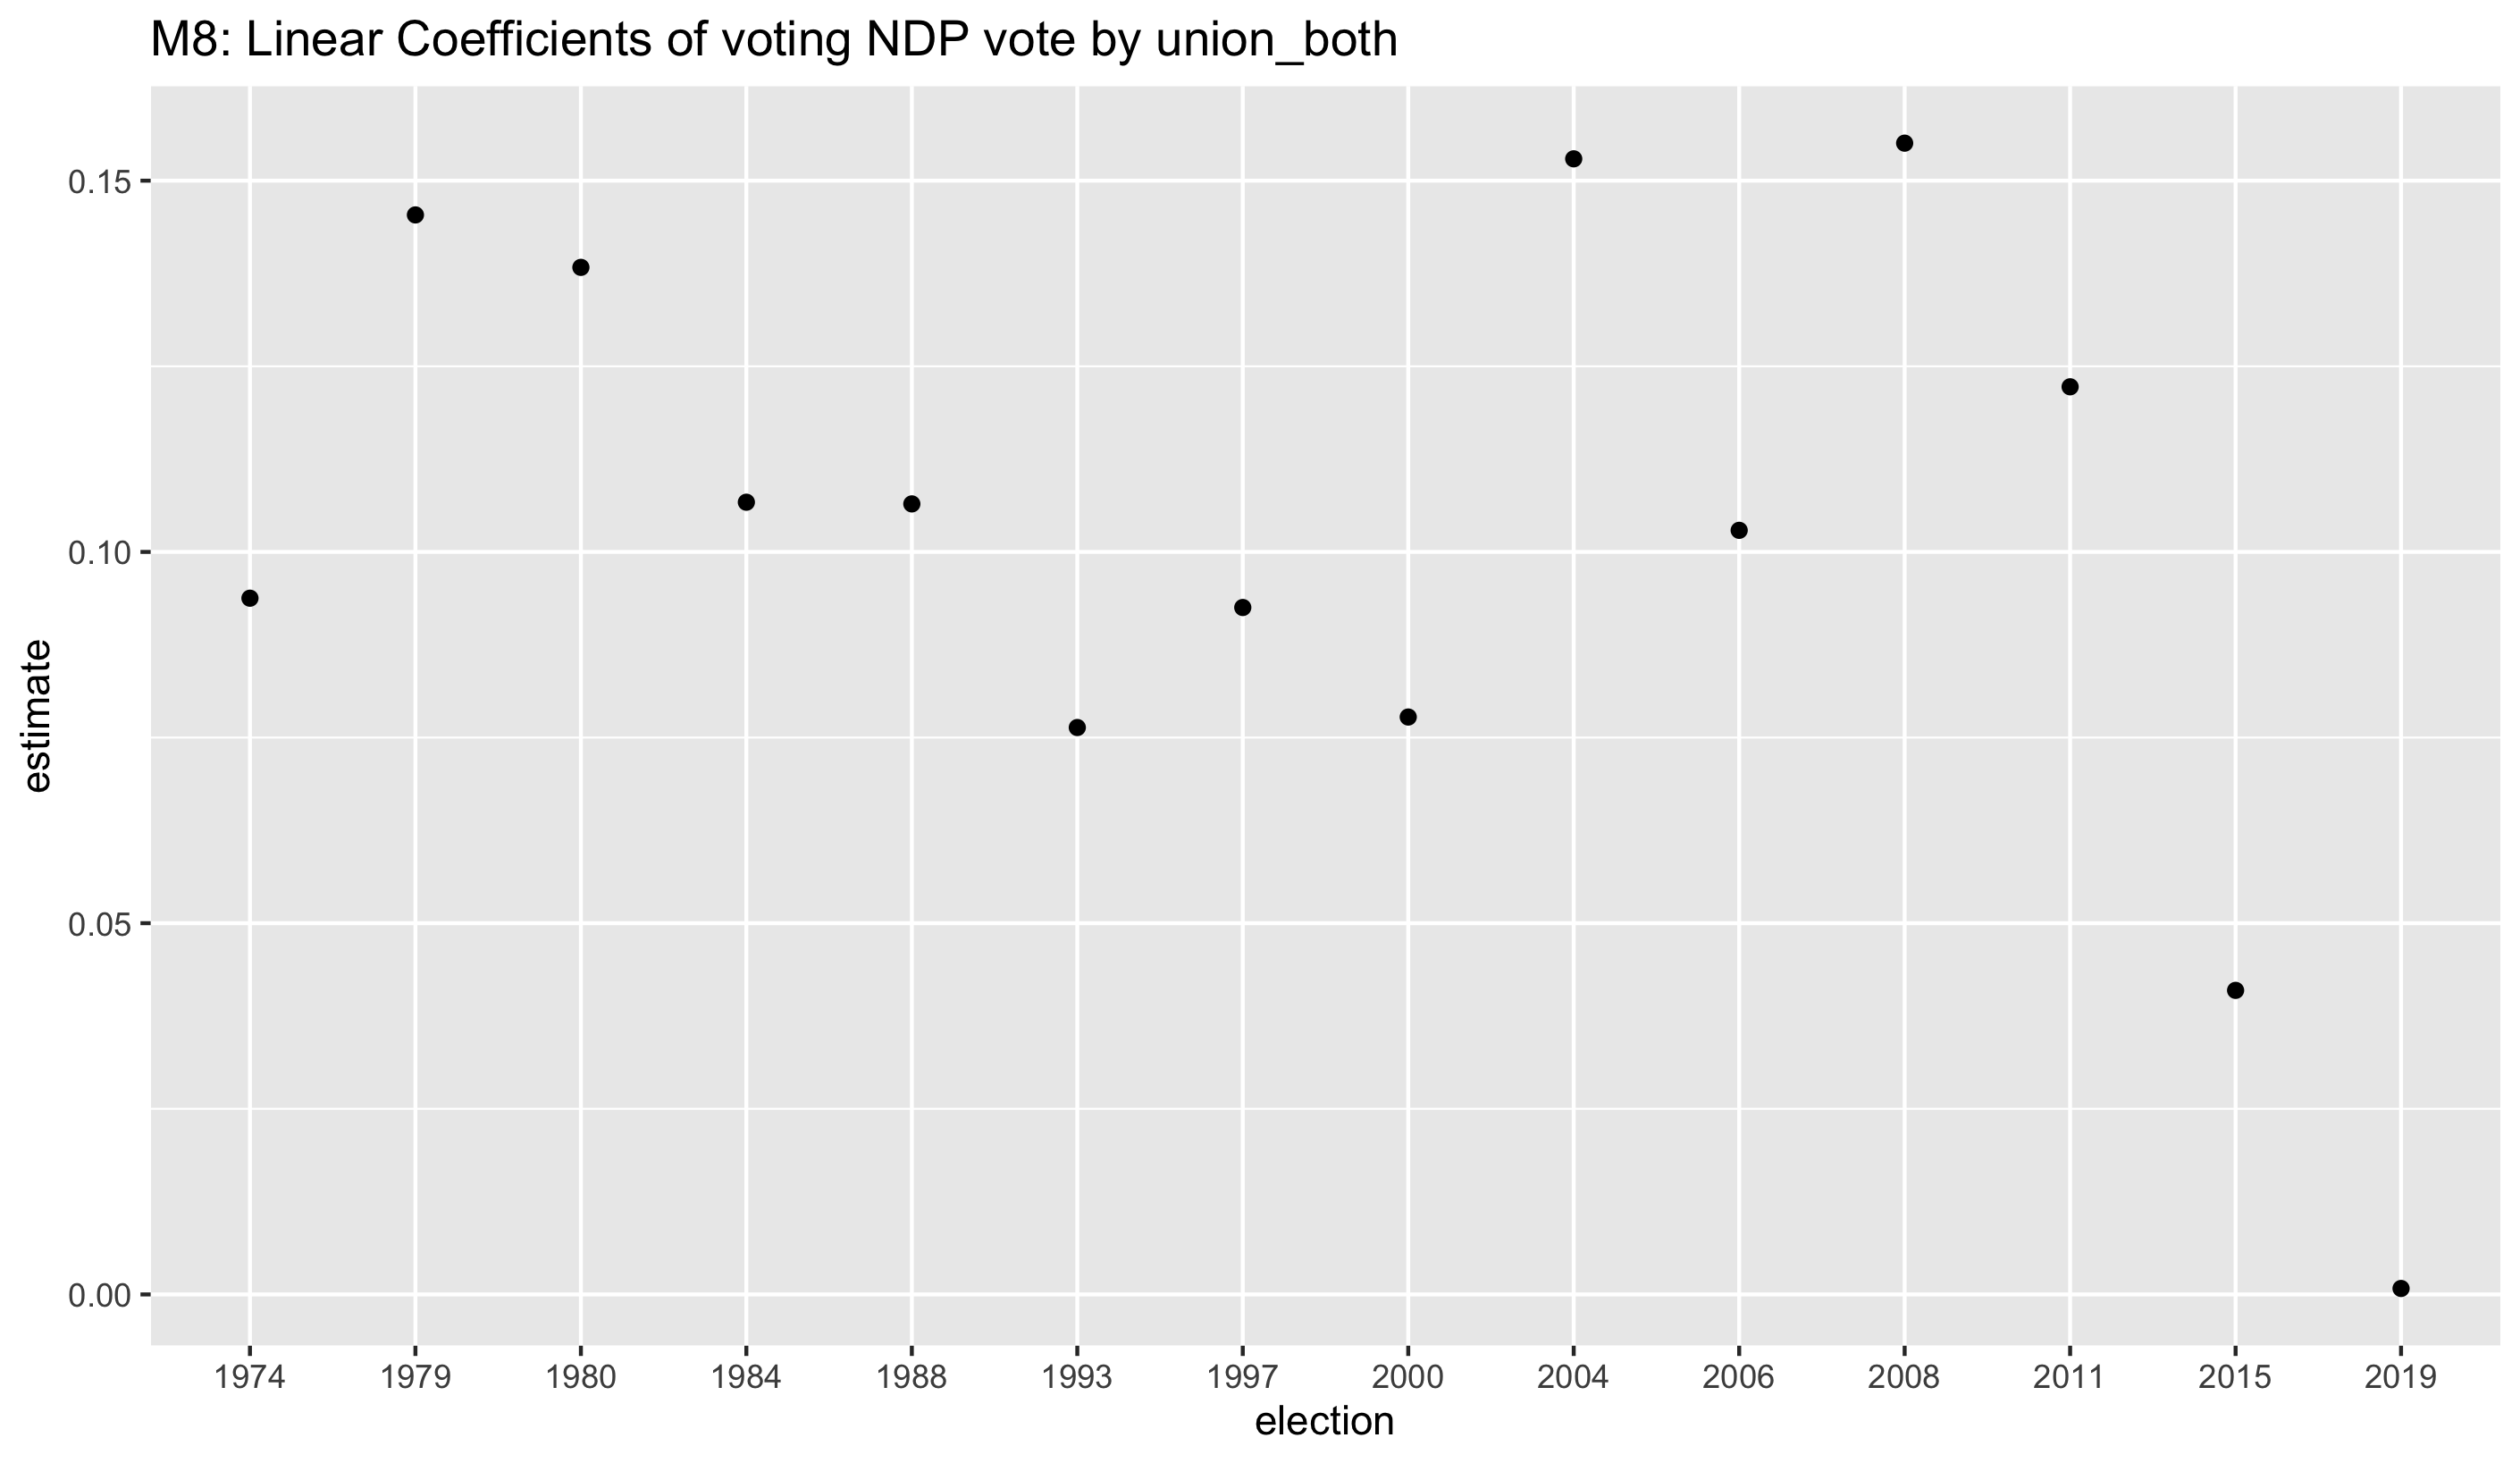 M8: Linear Coefficients of voting NDP vote by union_both
estimate
0.15
0.10
0.05
0.00
1974 1979 1980 1984 1988 1993 1997 2000 2004 2006 2008 2011 2015 2019
election